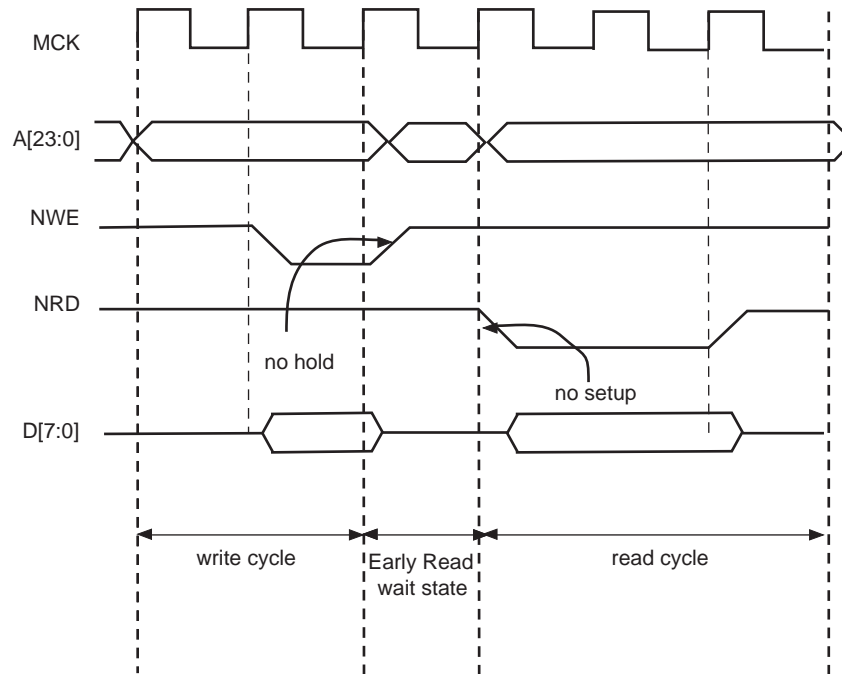 MCK
A[23:0]
NWE
NRD
no hold
no setup
D[7:0]
write cycle
Early Read
wait state
read cycle